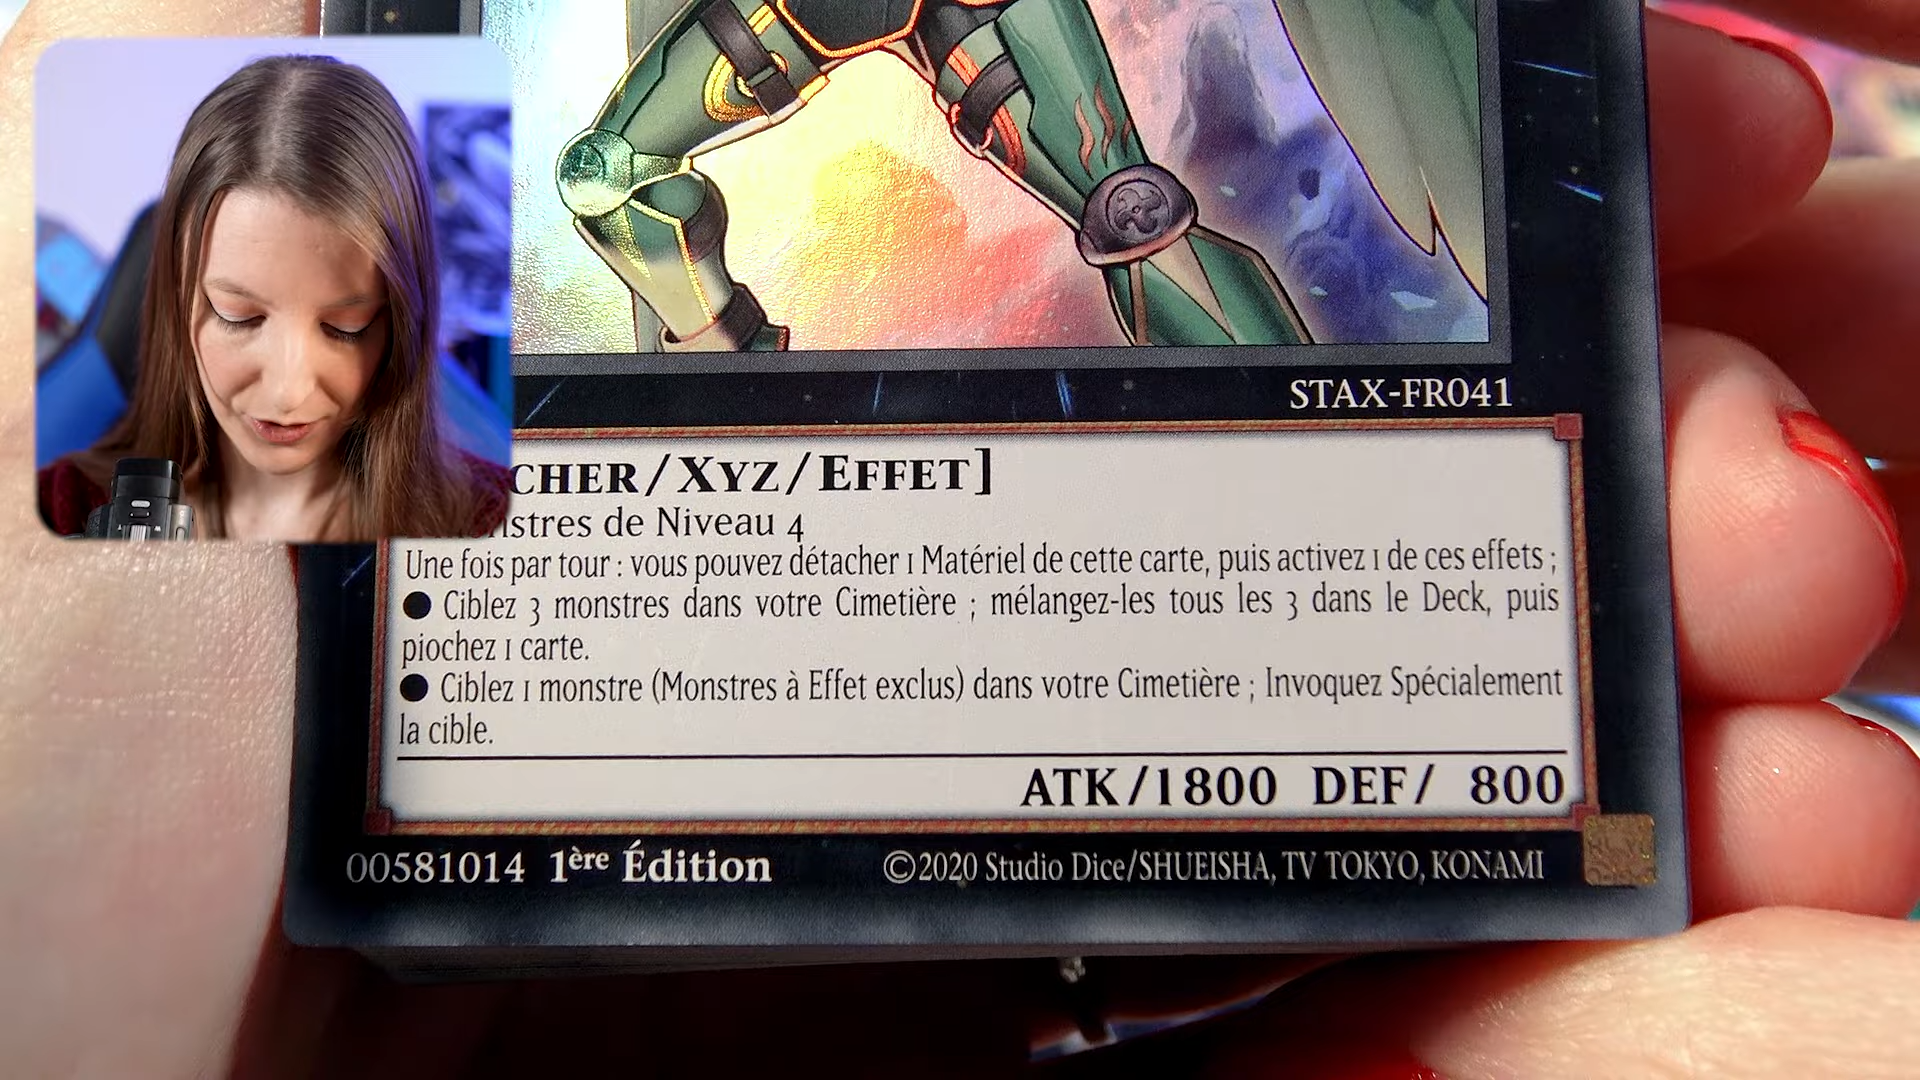 STAX-FR041
CHER/XYZ/EFFET]
stres de Niveau 4
Une fois par tour : vous pouvez détacher 1 Matériel de cette carte, puis activez 1 de ces effets ;
● Ciblez 3 monstres dans votre Cimetière ; mélangez-les tous les 3 dans le Deck, puis
piochez 1 carte.
● Ciblez 1 monstre (Monstres à Effet exclus) dans votre Cimetière ; Invoquez Spécialement
la cible.
ATK/1800 DEF/ 800
00581014 1ère Édition ©2020 Studio Dice/SHUEISHA, TV TOKYO, KONAMI